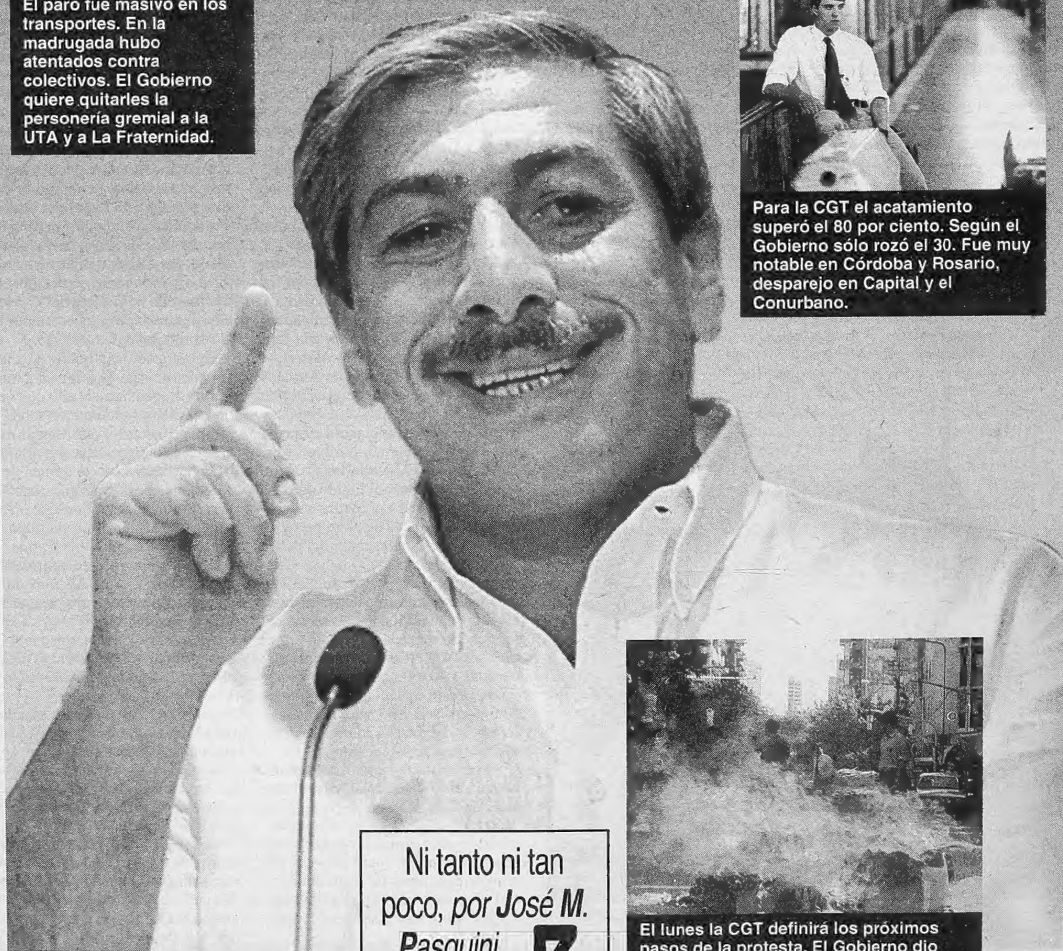 El paro fue masivo en los
transportes. En la
madrugada hubo
atentados contra
colectivos. El Gobierno
quiere quitarles la
personería gremial a la
UTA y a La Fraternidad.
Para la CGT el acatamiento
superó el 80 por ciento. Según el
Gobierno sólo rozó el 30. Fue muy
notable en Córdoba y Rosario,
desparejo en Capital y el
Conurbano.
Ni tanto ni tan
poco, por José M.
Pasquini
El lunes la CGT definirá los próximos
pasos de la protesta. El Gobierno dio